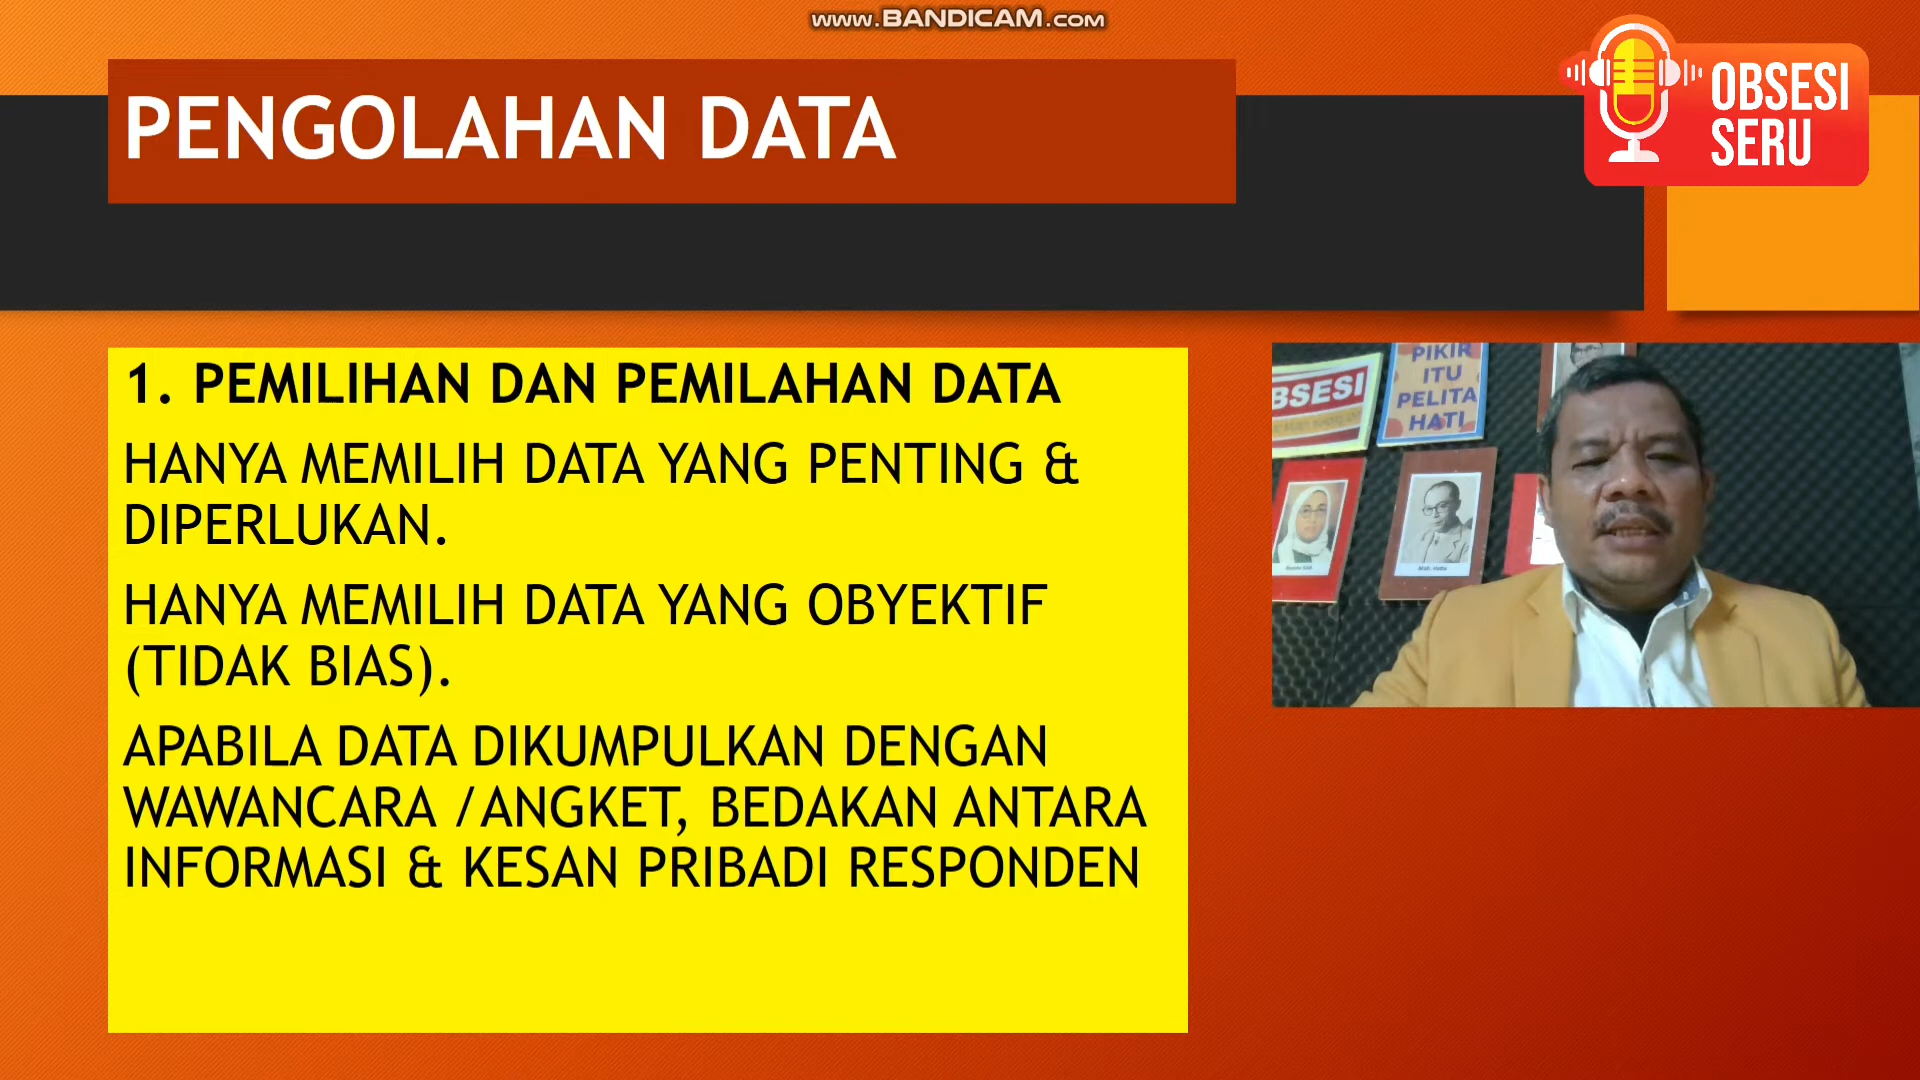 www.BANDICAM.com
OBSESI
SERU
PENGOLAHAN DATA
1. PEMILIHAN DAN PEMILAHAN DATA
HANYA MEMILIH DATA YANG PENTING &
DIPERLUKAN.
HANYA MEMILIH DATA YANG OBYEKTIF
(TIDAK BIAS).
APABILA DATA DIKUMPULKAN DENGAN
WAWANCARA /ANGKET, BEDAKAN ANTARA
INFORMASI & KESAN PRIBADI RESPONDEN
BSESI
PIKIR
ITU
PELITA
HATI
Moh. Hatta